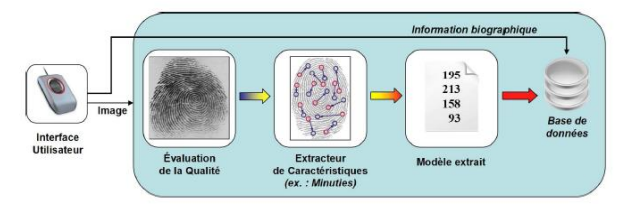 Information biographique
Image
Interface
Utilisateur
Évaluation
de la Qualité
Extracteur
de Caractéristiques
(ex. : Minuties)
195
213
158
93
Modèle extrait
Base de
données